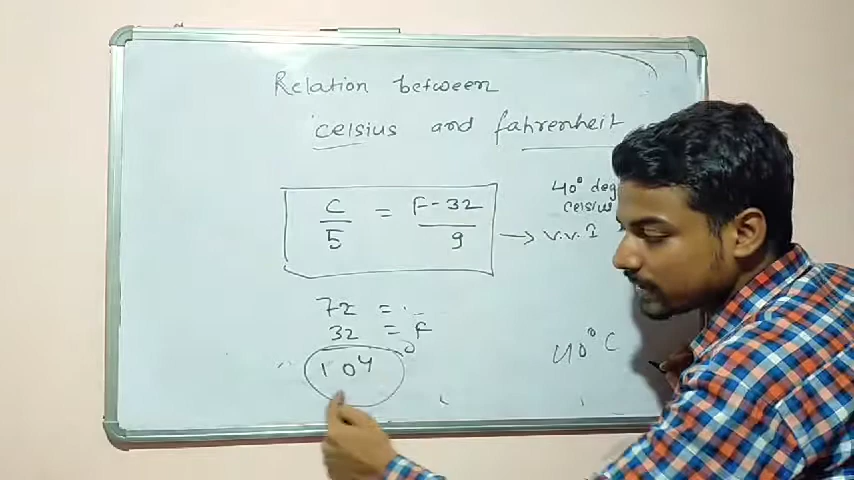 Relation between
celsius and fahrenheit
C/5 = F-32/9 → V.V.I
40° deg
celsius
72 =
32 = F
104
40°C